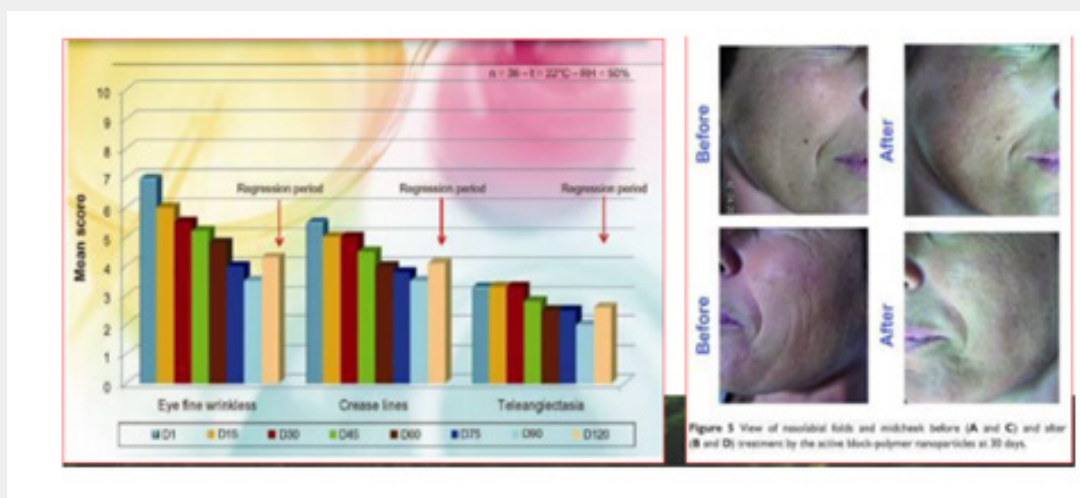 n = 36 – t = 22°C – RH = 50%
10
9
8
7
6
5
4
3
2
1
0
Mean score
Regression period
Regression period
Regression period
Eye fine wrinkless
Crease lines
Teleangiectasia
D1 D15 D30 D45 D60 D75 D90 D120
Before
After
Before
After
Figure 5 View of nasolabial folds and midcheek before (A and C) and after
(B and D) treatment by the active block-polymer nanoparticles at 30 days.